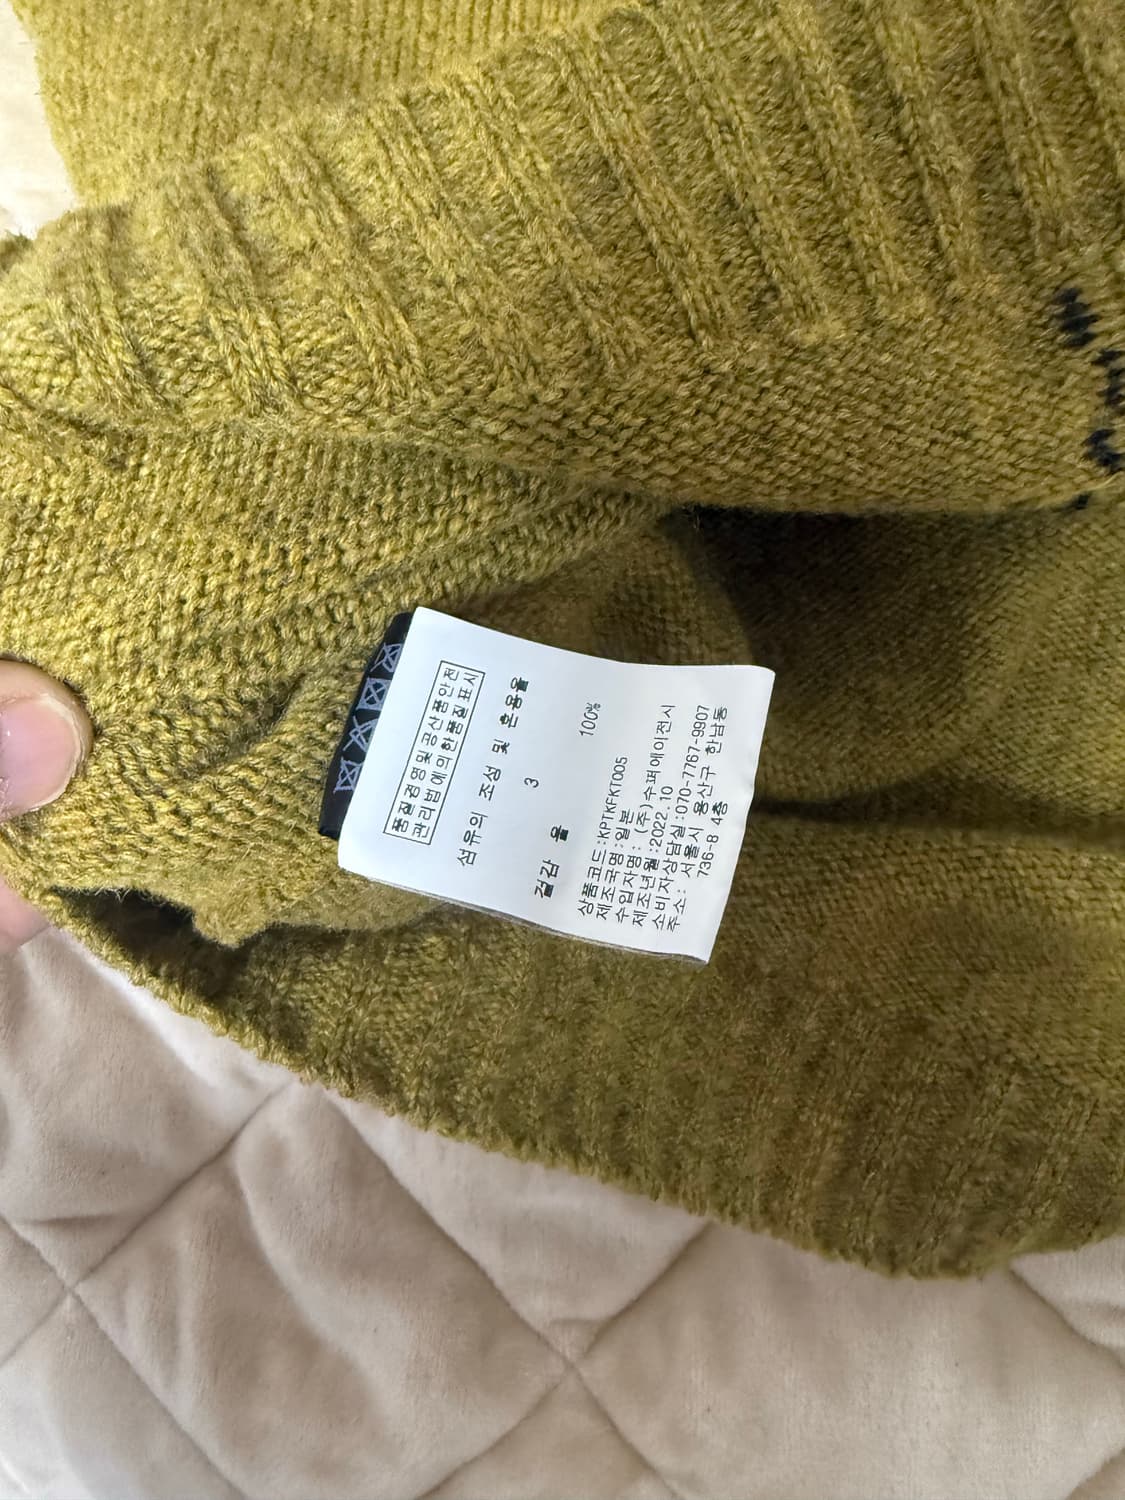 품질경영및공산품안전
관리법에의한품질표시
섬유의 조성 및 혼용율
3
겉감 울 100%
상품코드:KPTKFKT005
제조국명:일본
수입자명: (주)수퍼에이전시
제조년월:2022.10
소비자상담실:070-7767-9907
주소: 서울시 용산구 한남동
736-8 4층